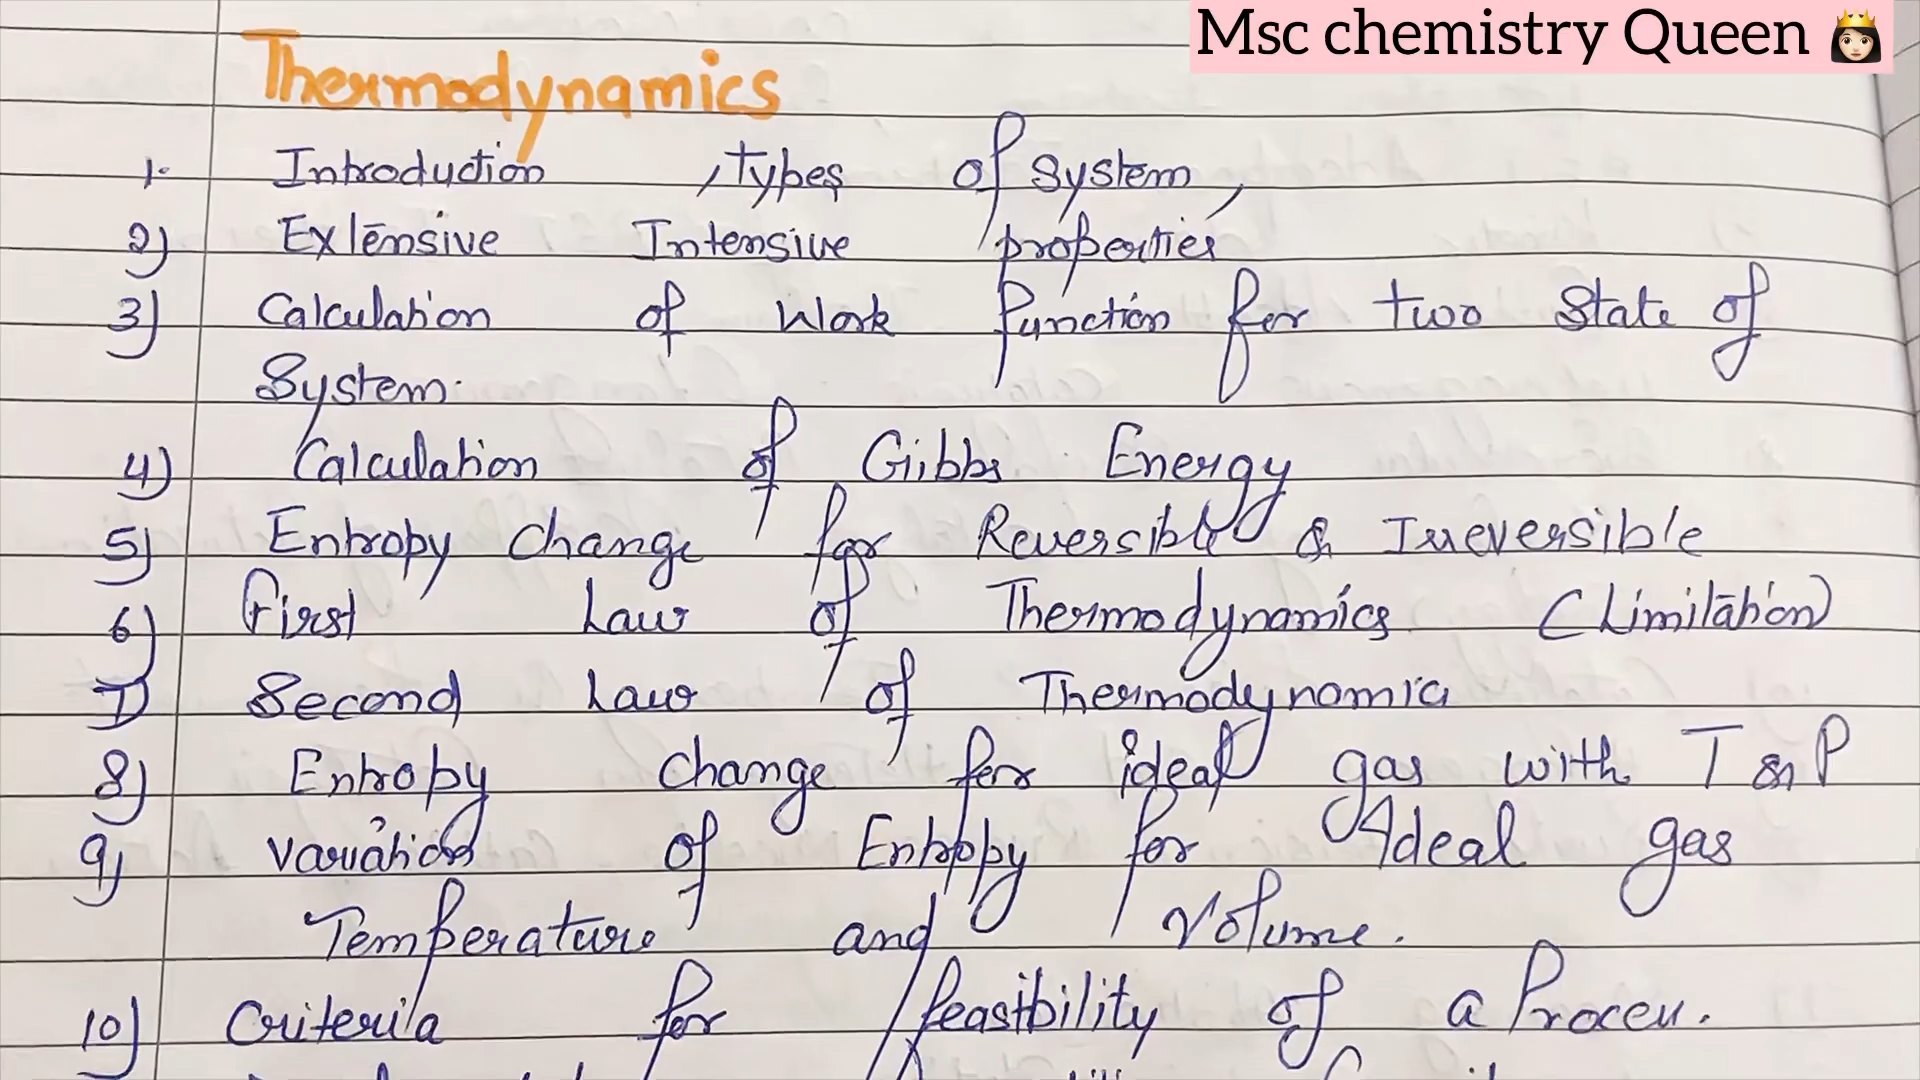 Msc chemistry Queen 👸🏻
Thermodynamics
1. Introduction, types of system,
2) Extensive Intensive properties
3) Calculation of Work function for two State of
System.
4) Calculation of Gibbs Energy
5) Entropy Change for Reversible & Irreversible
6) First Law of Thermodynamics (Limitation)
7) Second Law of Thermodynamics
8) Entropy change for ideal gas with T & P
9) Variation of Entropy for Ideal gas
Temperature and Volume.
10) Criteria for feasibility of a Process.